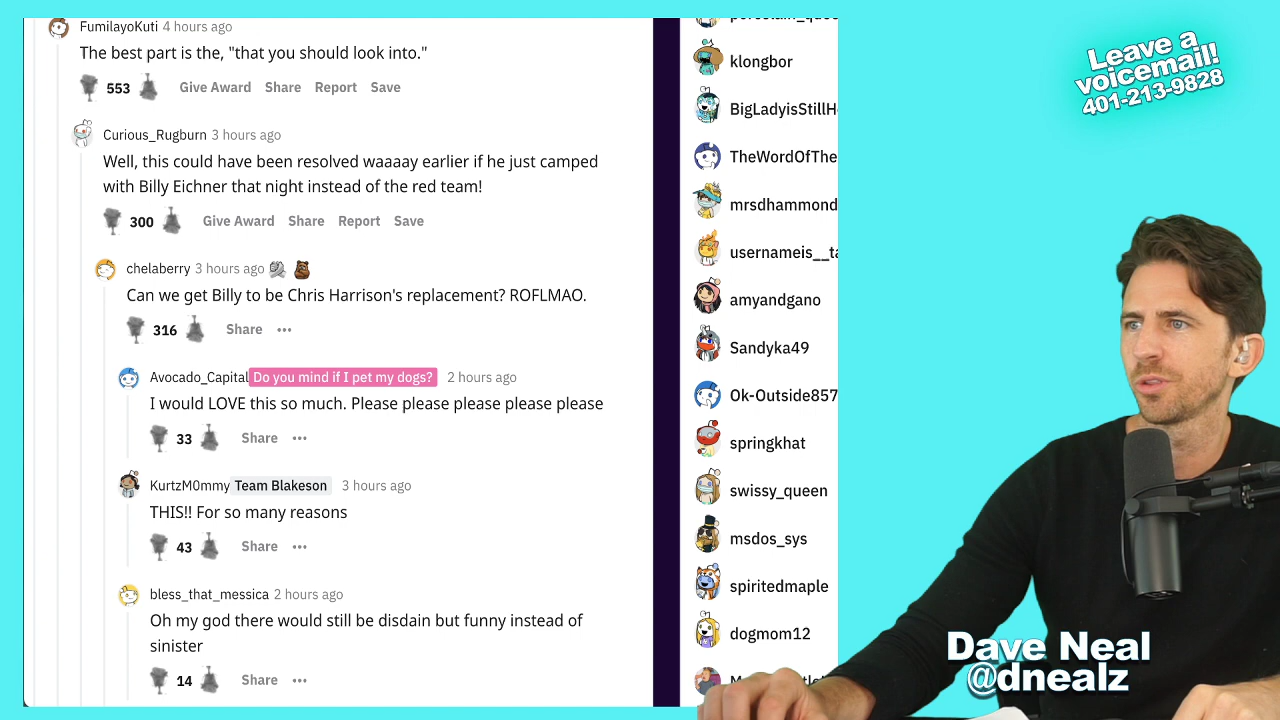 FumilayoKuti 4 hours ago
The best part is the, "that you should look into."
553 Give Award Share Report Save
Curious_Rugburn 3 hours ago
Well, this could have been resolved waaaay earlier if he just camped
with Billy Eichner that night instead of the red team!
300 Give Award Share Report Save
chelaberry 3 hours ago
Can we get Billy to be Chris Harrison's replacement? ROFLMAO.
316 Share
Avocado_Capital Do you mind if I pet my dogs? 2 hours ago
I would LOVE this so much. Please please please please please
33 Share
KurtzM0mmy Team Blakeson 3 hours ago
THIS!! For so many reasons
43 Share
bless_that_messica 2 hours ago
Oh my god there would still be disdain but funny instead of
sinister
14 Share
klongbor
BigLadyisStillH
TheWordOfThe
mrsdhammond
usernameis__ta
amyandgano
Sandyka49
Ok-Outside857
springkhat
swissy_queen
msdos_sys
spiritedmaple
dogmom12
Leave a
voicemail!
401-213-9828
Dave Neal
@dnealz